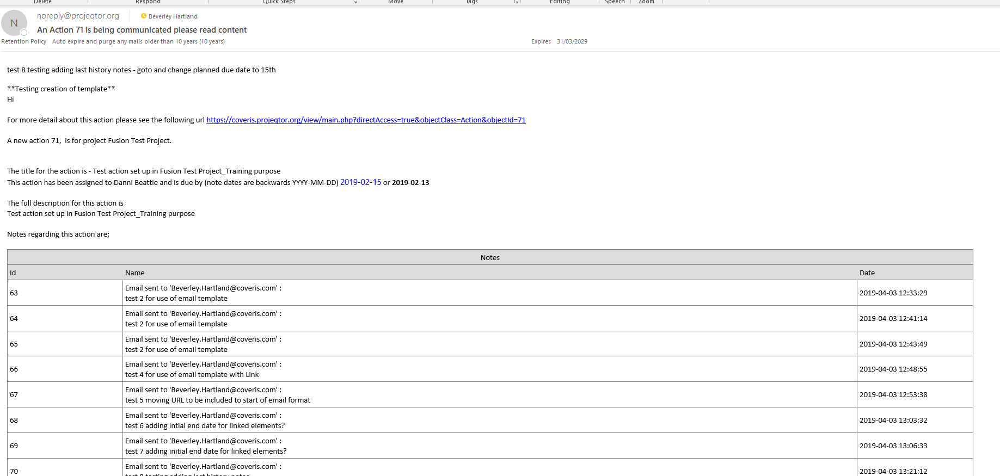 Delete Respond Quick Steps Move Tags Editing Speech Zoom
N
noreply@projeqtor.org Beverley Hartland
An Action 71 is being communicated please read content
Retention Policy Auto expire and purge any mails older than 10 years (10 years) Expires 31/03/2029
test 8 testing adding last history notes - goto and change planned due date to 15th
**Testing creation of template**
Hi
For more detail about this action please see the following url https://coveris.projeqtor.org/view/main.php?directAccess=true&objectClass=Action&objectId=71
A new action 71,  is for project Fusion Test Project.
The title for the action is - Test action set up in Fusion Test Project_Training purpose
This action has been assigned to Danni Beattie and is due by (note dates are backwards YYYY-MM-DD) 2019-02-15 or 2019-02-13
The full description for this action is
Test action set up in Fusion Test Project_Training purpose
Notes regarding this action are;
Notes
Id Name Date
63
Email sent to 'Beverley.Hartland@coveris.com' :
test 2 for use of email template
2019-04-03 12:33:29
64
Email sent to 'Beverley.Hartland@coveris.com' :
test 2 for use of email template
2019-04-03 12:41:14
65
Email sent to 'Beverley.Hartland@coveris.com' :
test 2 for use of email template
2019-04-03 12:43:49
66
Email sent to 'Beverley.Hartland@coveris.com' :
test 4 for use of email template with Link
2019-04-03 12:48:55
67
Email sent to 'Beverley.Hartland@coveris.com' :
test 5 moving URL to be included to start of email format
2019-04-03 12:53:38
68
Email sent to 'Beverley.Hartland@coveris.com' :
test 6 adding intial end date for linked elements?
2019-04-03 13:03:32
69
Email sent to 'Beverley.Hartland@coveris.com' :
test 7 adding initial end date for linked elements?
2019-04-03 13:06:33
70
Email sent to 'Beverley.Hartland@coveris.com' :
test 8 testing adding last history notes
2019-04-03 13:21:12